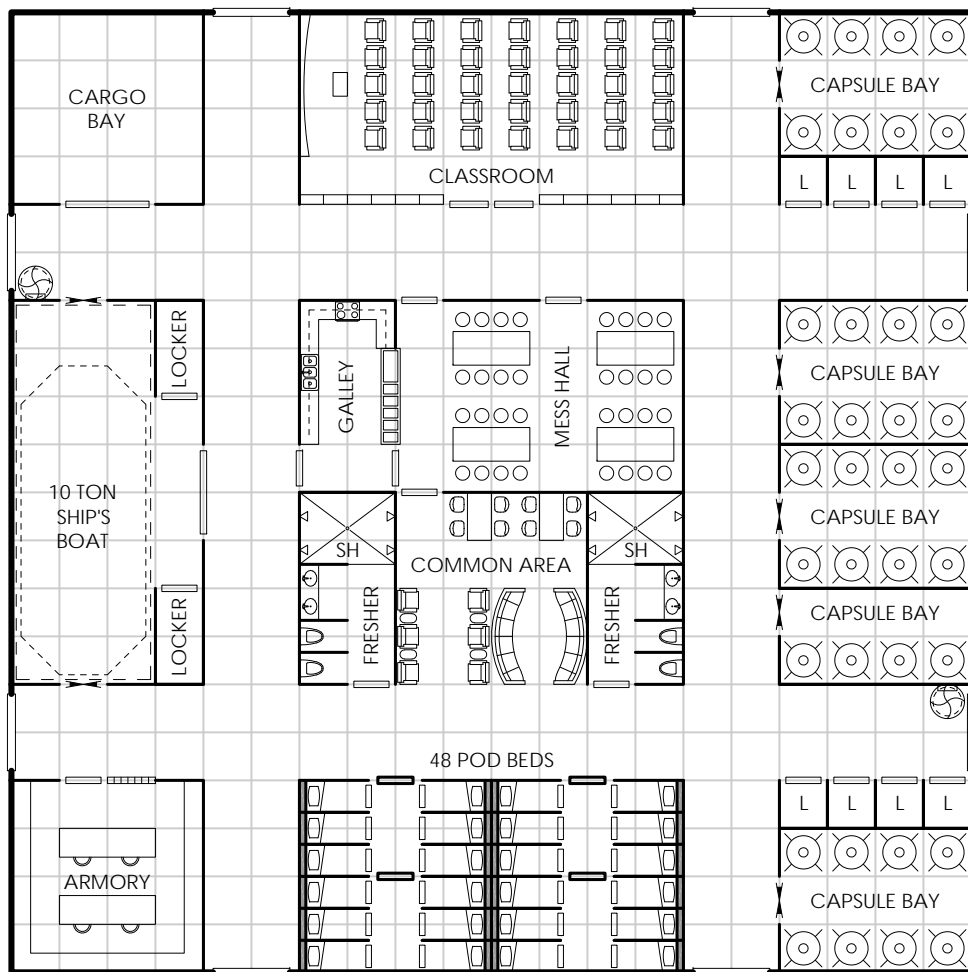 CARGO
BAY
CLASSROOM
CAPSULE BAY
L L L L
LOCKER
GALLEY
MESS HALL
CAPSULE BAY
10 TON
SHIP'S
BOAT
CAPSULE BAY
SH
SH
COMMON AREA
LOCKER
FRESHER
FRESHER
CAPSULE BAY
48 POD BEDS
L L L L
ARMORY
CAPSULE BAY